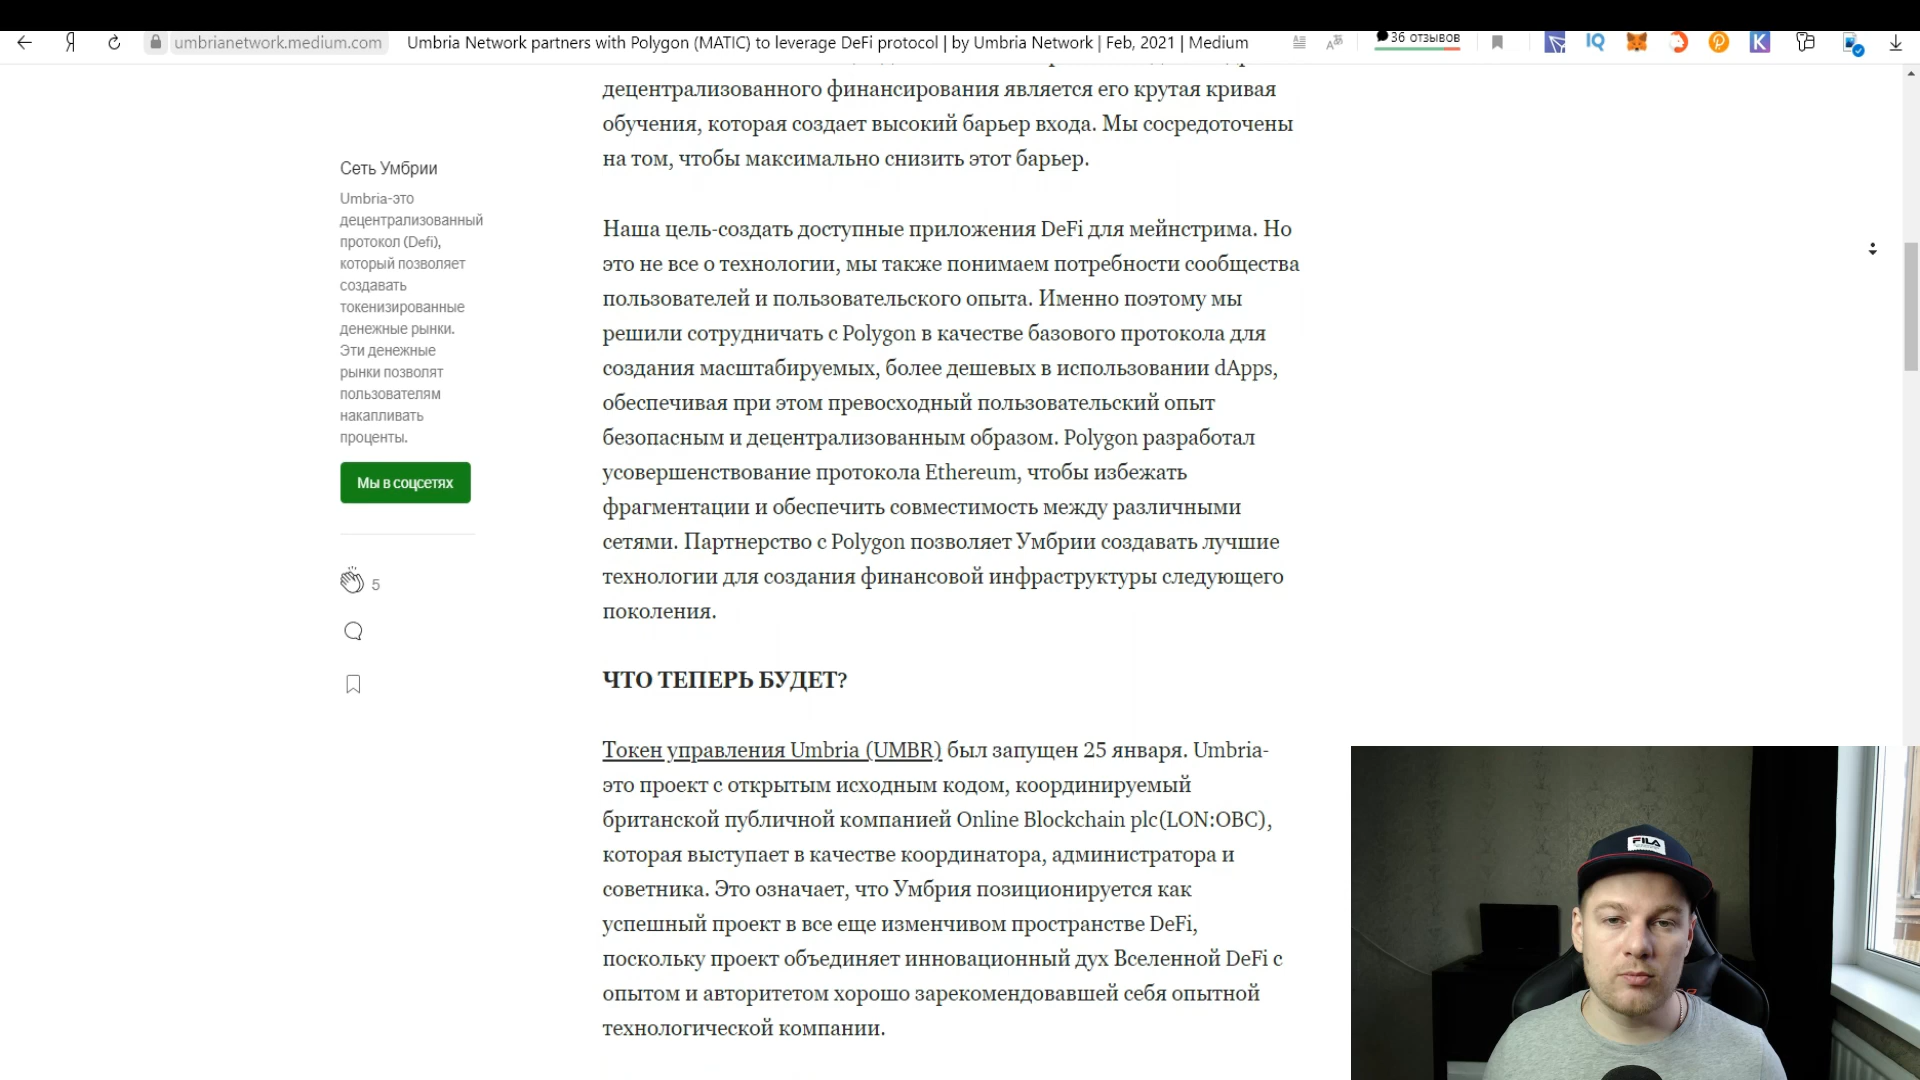 umbrianetwork.medium.com
Umbria Network partners with Polygon (MATIC) to leverage DeFi protocol | by Umbria Network | Feb, 2021 | Medium
36 отзывов
децентрализованного финансирования является его крутая кривая
обучения, которая создает высокий барьер входа. Мы сосредоточены
на том, чтобы максимально снизить этот барьер.
Сеть Умбрии
Umbria-это
децентрализованный
протокол (Defi),
который позволяет
создавать
токенизированные
денежные рынки.
Эти денежные
рынки позволят
пользователям
накапливать
проценты.
Мы в соцсетях
5
Наша цель-создать доступные приложения DeFi для мейнстрима. Но
это не все о технологии, мы также понимаем потребности сообщества
пользователей и пользовательского опыта. Именно поэтому мы
решили сотрудничать с Polygon в качестве базового протокола для
создания масштабируемых, более дешевых в использовании dApps,
обеспечивая при этом превосходный пользовательский опыт
безопасным и децентрализованным образом. Polygon разработал
усовершенствование протокола Ethereum, чтобы избежать
фрагментации и обеспечить совместимость между различными
сетями. Партнерство с Polygon позволяет Умбрии создавать лучшие
технологии для создания финансовой инфраструктуры следующего
поколения.
ЧТО ТЕПЕРЬ БУДЕТ?
Токен управления Umbria (UMBR) был запущен 25 января. Umbria-
это проект с открытым исходным кодом, координируемый
британской публичной компанией Online Blockchain plc(LON:OBC),
которая выступает в качестве координатора, администратора и
советника. Это означает, что Умбрия позиционируется как
успешный проект в все еще изменчивом пространстве DeFi,
поскольку проект объединяет инновационный дух Вселенной DeFi с
опытом и авторитетом хорошо зарекомендовавшей себя опытной
технологической компании.
FILA